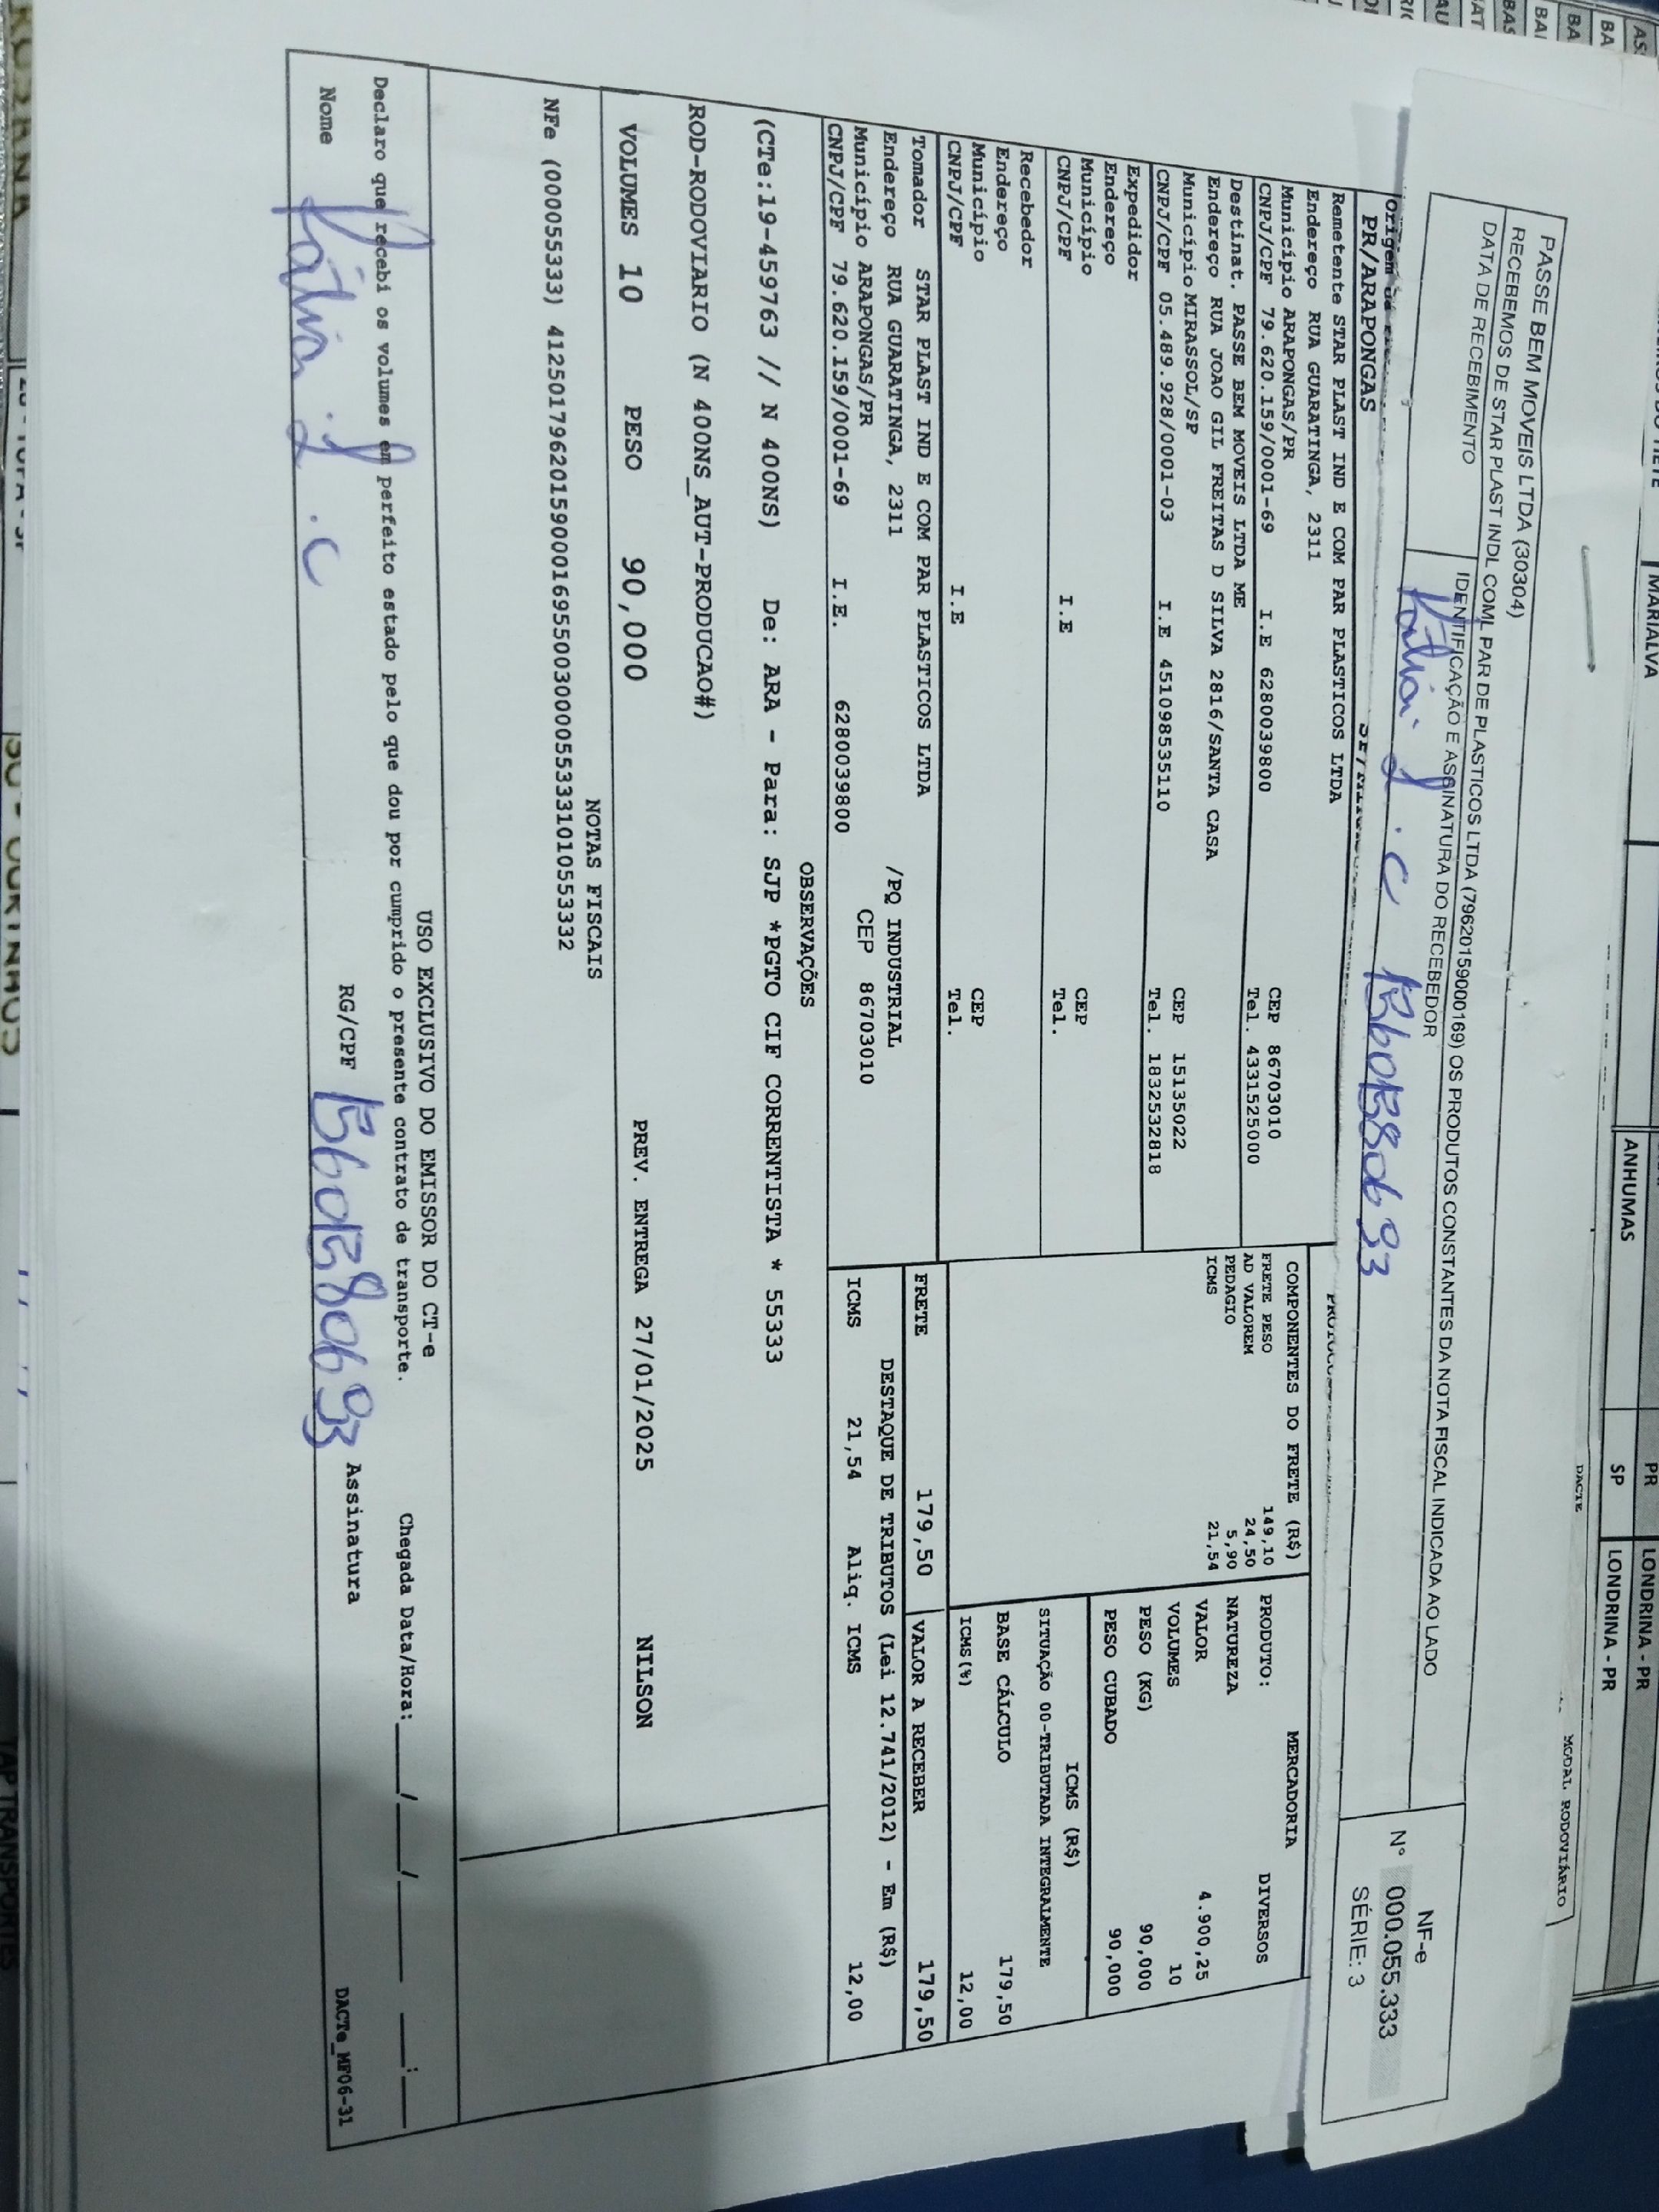 PASSE BEM MOVEIS LTDA (30304)
RECEBEMOS DE STAR PLAST INDL COML PAR DE PLASTICOS LTDA (79620159000169) OS PRODUTOS CONSTANTES DA NOTA FISCAL INDICADA AO LADO
DATA DE RECEBIMENTO
IDENTIFICAÇÃO E ASSINATURA DO RECEBEDOR
NF-e
Nº 000.055.333
SÉRIE: 3
DACTE
MODAL RODOVIÁRIO
MARIALVA
ANHUMAS
PR
SP
LONDRINA - PR
LONDRINA - PR
PR/ARAPONGAS
Remetente STAR PLAST IND E COM PAR PLASTICOS LTDA
Endereço RUA GUARATINGA, 2311
Município ARAPONGAS/PR CEP 86703010
CNPJ/CPF 79.620.159/0001-69 I.E 6280039800 Tel. 4331525000
Destinat. PASSE BEM MOVEIS LTDA ME
Endereço RUA JOAO GIL FREITAS D SILVA 2816/SANTA CASA
Município MIRASSOL/SP CEP 15135022
CNPJ/CPF 05.489.928/0001-03 I.E 451098535110 Tel. 1832532818
Expedidor
Endereço
Município CEP
CNPJ/CPF I.E Tel.
Recebedor
Endereço
Município CEP
CNPJ/CPF I.E Tel.
COMPONENTES DO FRETE (R$)
FRETE PESO 149,10
AD VALOREM 24,50
PEDAGIO 5,90
ICMS 21,54
MERCADORIA
PRODUTO: DIVERSOS
NATUREZA
VALOR 4.900,25
VOLUMES 10
PESO (KG) 90,000
PESO CUBADO 90,000
ICMS (R$)
SITUAÇÃO 00-TRIBUTADA INTEGRALMENTE
BASE CÁLCULO 179,50
ICMS(%) 12,00
Tomador STAR PLAST IND E COM PAR PLASTICOS LTDA
Endereço RUA GUARATINGA, 2311 /PQ INDUSTRIAL
Município ARAPONGAS/PR CEP 86703010
CNPJ/CPF 79.620.159/0001-69 I.E. 6280039800
FRETE 179,50 VALOR A RECEBER 179,50
DESTAQUE DE TRIBUTOS (Lei 12.741/2012) - Em (R$)
ICMS 21,54 Aliq. ICMS 12,00
OBSERVAÇÕES
(CTe:19-459763 // N 400NS) De: ARA - Para: SJP *PGTO CIF CORRENTISTA * 55333
ROD-RODOVIARIO (N 400NS_AUT-PRODUCAO#)
VOLUMES 10 PESO 90,000 PREV. ENTREGA 27/01/2025 NILSON
NOTAS FISCAIS
NFe (000055333) 41250179620159000169550030000553331010553332
USO EXCLUSIVO DO EMISSOR DO CT-e
Declaro que recebi os volumes em perfeito estado pelo que dou por cumprido o presente contrato de transporte. Chegada Data/Hora:____/____/____ ___:___
Nome RG/CPF Assinatura
DACTe_MF06-31